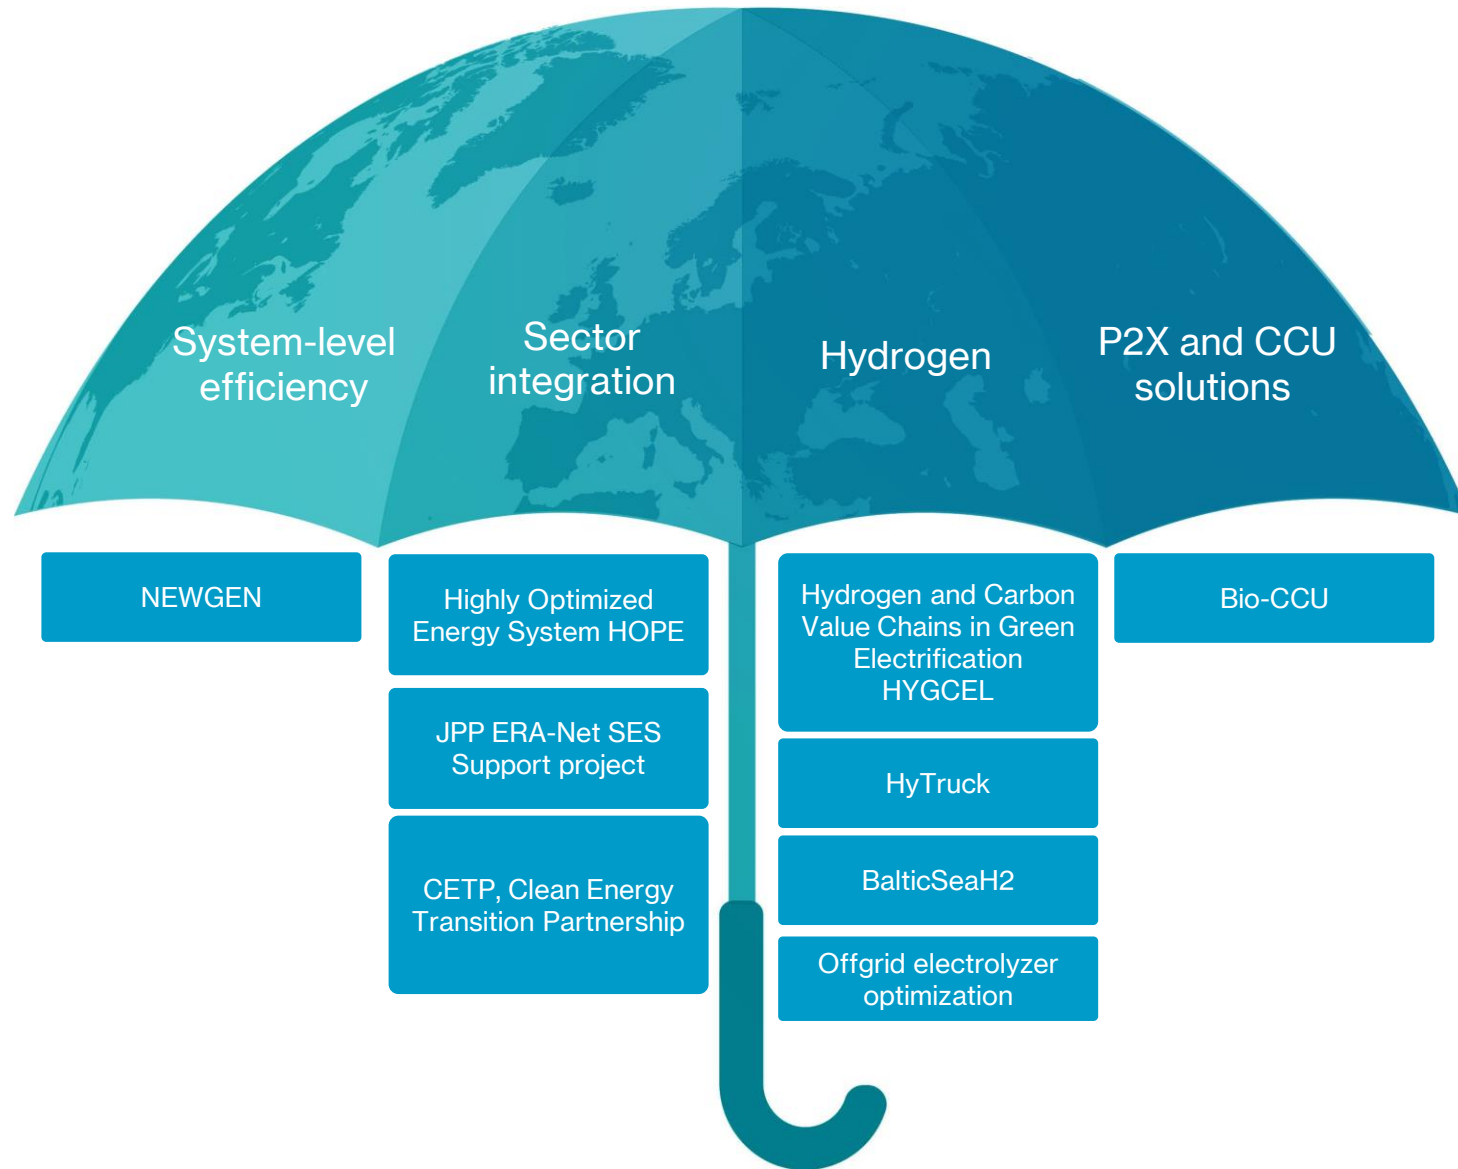 System-level
efficiency
Sector
integration
Hydrogen
P2X and CCU
solutions
NEWGEN
Highly Optimized
Energy System HOPE
JPP ERA-Net SES
Support project
CETP, Clean Energy
Transition Partnership
Hydrogen and Carbon
Value Chains in Green
Electrification
HYGCEL
HyTruck
BalticSeaH2
Offgrid electrolyzer
optimization
Bio-CCU